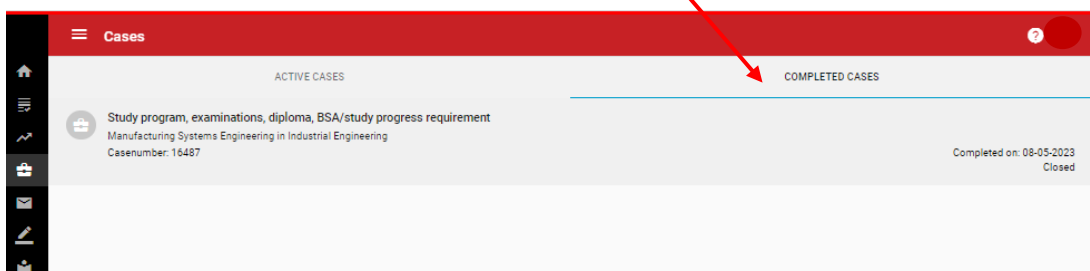 Cases
ACTIVE CASES
COMPLETED CASES
Study program, examinations, diploma, BSA/study progress requirement
Manufacturing Systems Engineering in Industrial Engineering
Casenumber: 16487
Completed on: 08-05-2023
Closed